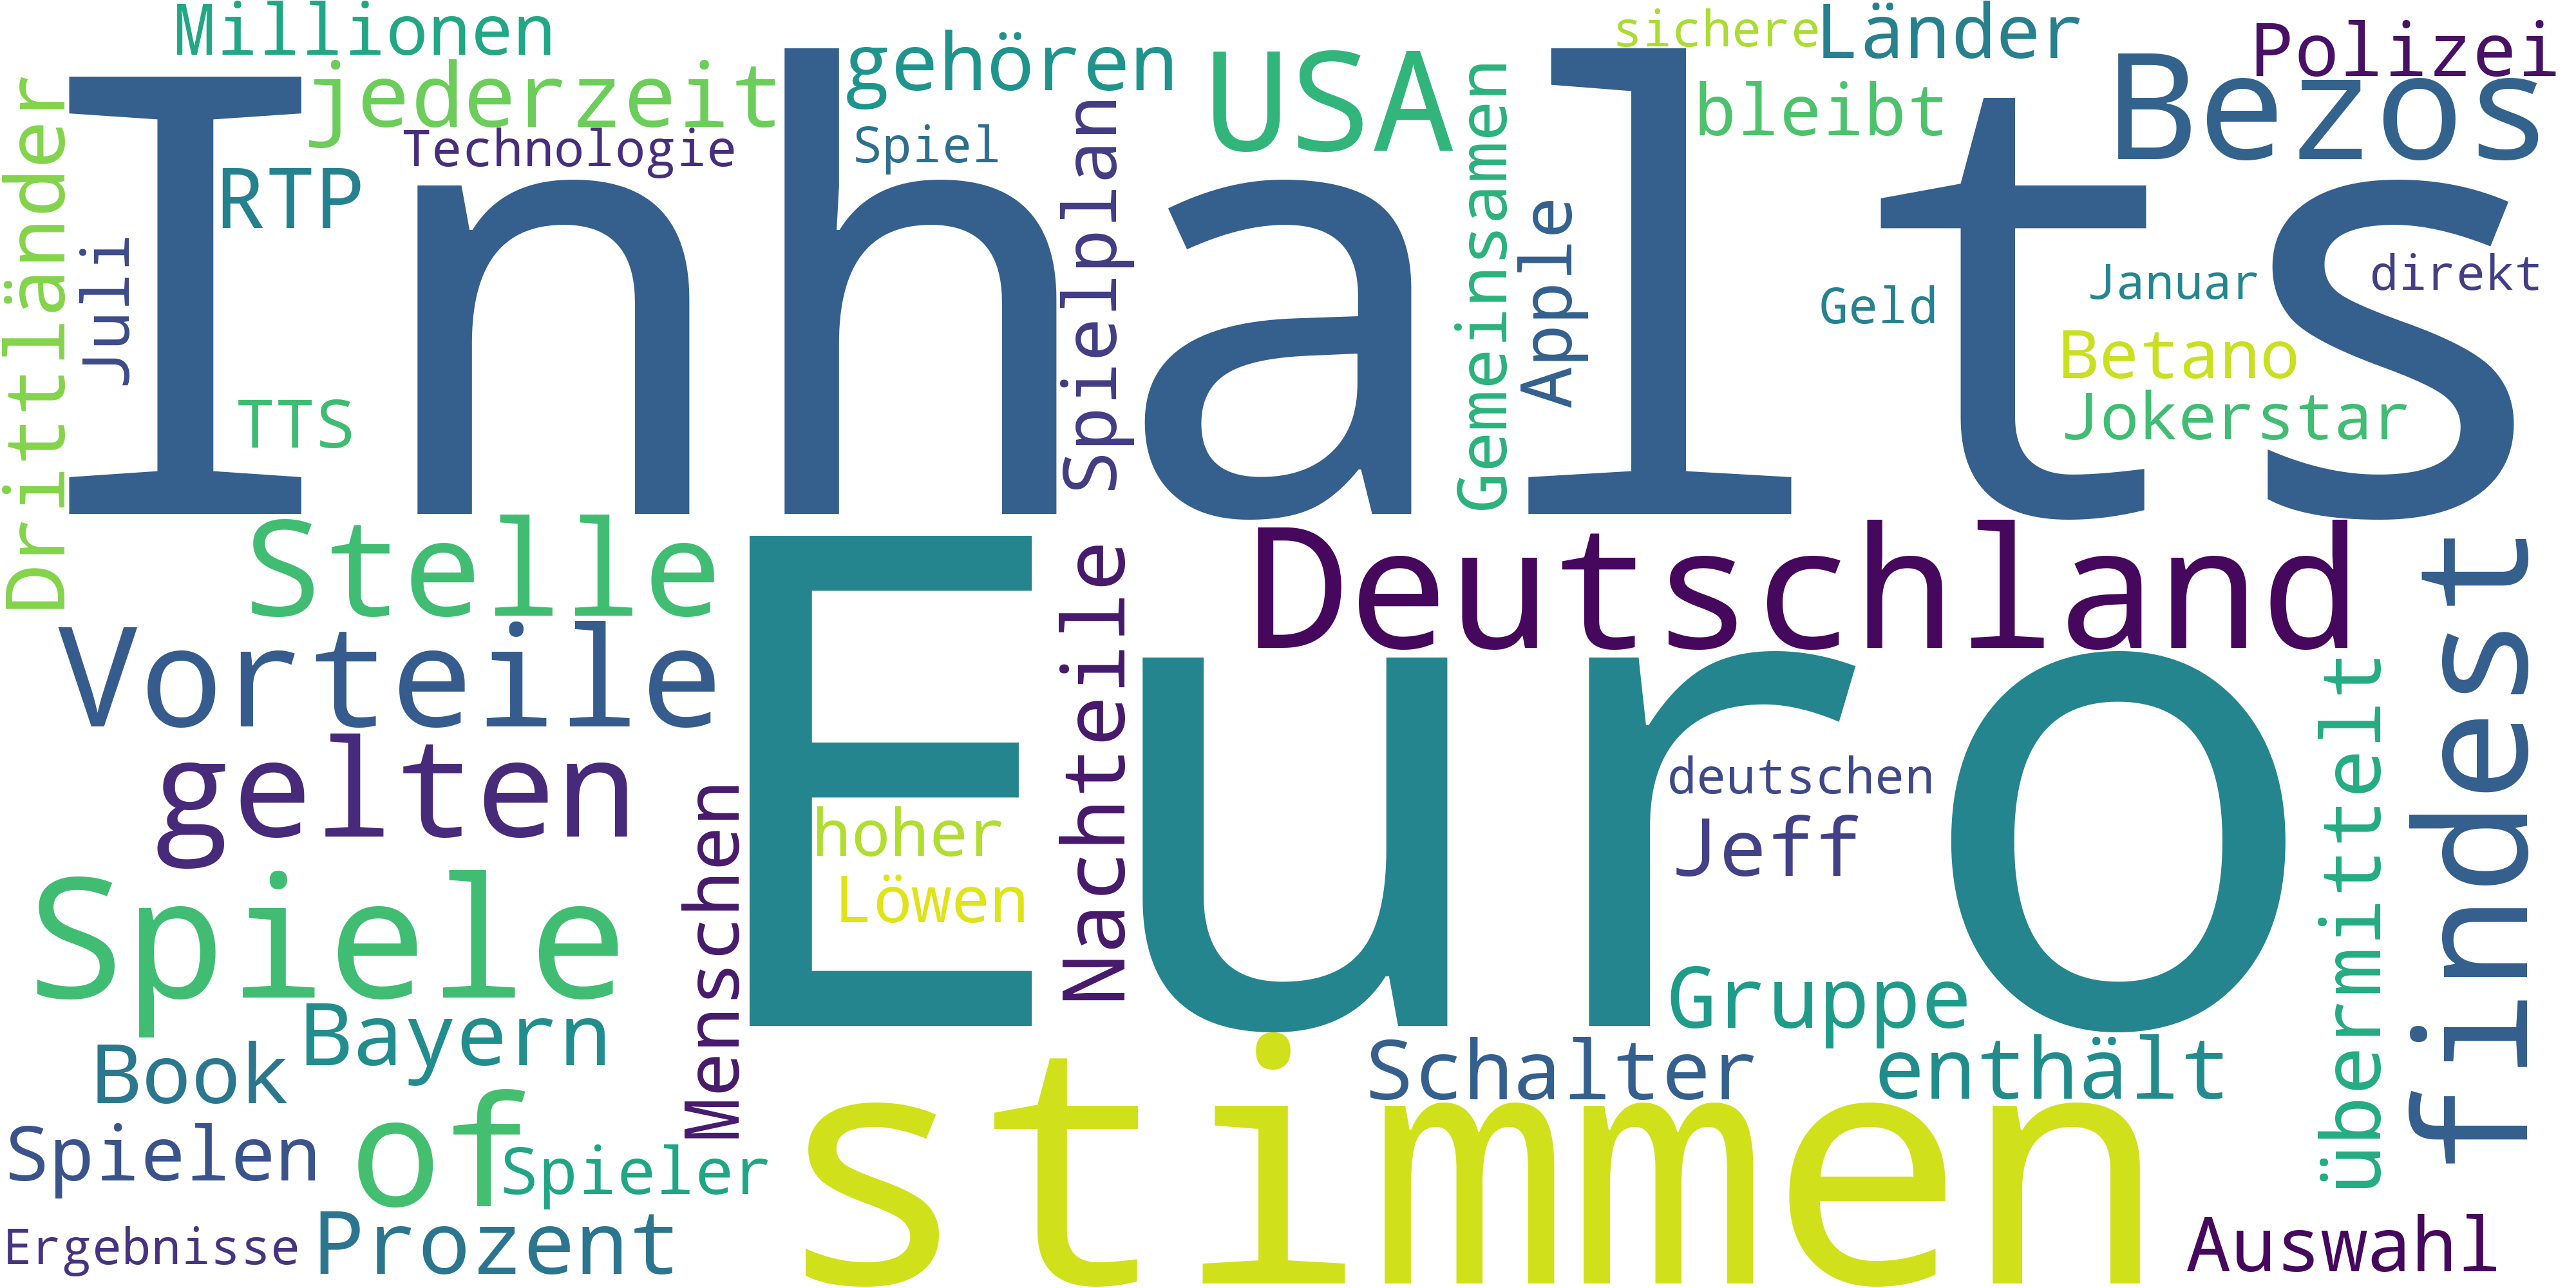 Millionen
jederzeit
Technologie
RTP
Drittländer
Juli
TTS
Inhalts
gehören
Spiel
Spielplan
USA
Gemeinsamen
Apple
sichere
Länder
bleibt
Polizei
Bezos
Geld
Januar
direkt
Betano
Jokerstar
Stelle
Vorteile
gelten
Deutschland
Euro
Nachteile
Menschen
hoher
Löwen
deutschen
Jeff
Gruppe
findest
übermittelt
Spiele
Bayern
Book
of
Spielen
Spieler
Ergebnisse
Prozent
stimmen
Schalter
enthält
Auswahl